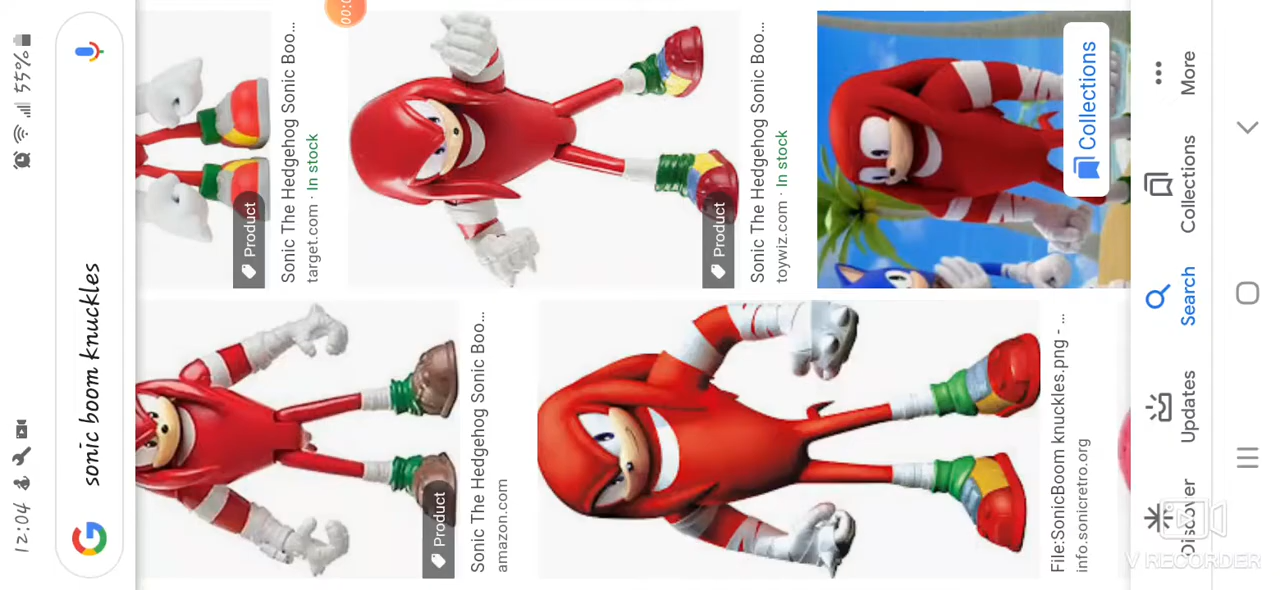 12:04
55%
sonic boom knuckles
Product
Sonic The Hedgehog Sonic Boo...
amazon.com
File:SonicBoom knuckles.png - ...
info.sonicretro.org
Product
Sonic The Hedgehog Sonic Boo...
target.com · In stock
Product
Sonic The Hedgehog Sonic Boo...
toywiz.com · In stock
Collections
Discover
Updates
Search
Collections
More
V RECORDER